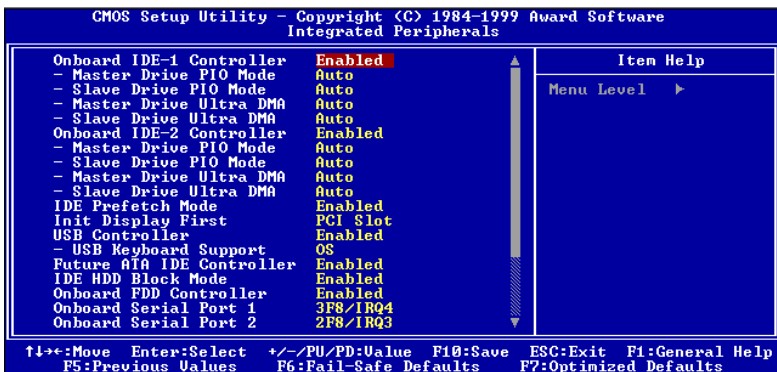 CMOS Setup Utility - Copyright (C) 1984-1999 Award Software
Integrated Peripherals
Onboard IDE-1 Controller Enabled
- Master Drive PIO Mode Auto
- Slave Drive PIO Mode Auto
- Master Drive Ultra DMA Auto
- Slave Drive Ultra DMA Auto
Onboard IDE-2 Controller Enabled
- Master Drive PIO Mode Auto
- Slave Drive PIO Mode Auto
- Master Drive Ultra DMA Auto
- Slave Drive Ultra DMA Auto
IDE Prefetch Mode Enabled
Init Display First PCI Slot
USB Controller Enabled
- USB Keyboard Support OS
Future ATA IDE Controller Enabled
IDE HDD Block Mode Enabled
Onboard FDD Controller Enabled
Onboard Serial Port 1 3F8/IRQ4
Onboard Serial Port 2 2F8/IRQ3
Item Help
Menu Level ►
↑↓→←:Move Enter:Select +/-/PU/PD:Value F10:Save ESC:Exit F1:General Help
F5:Previous Values F6:Fail-Safe Defaults F7:Optimized Defaults